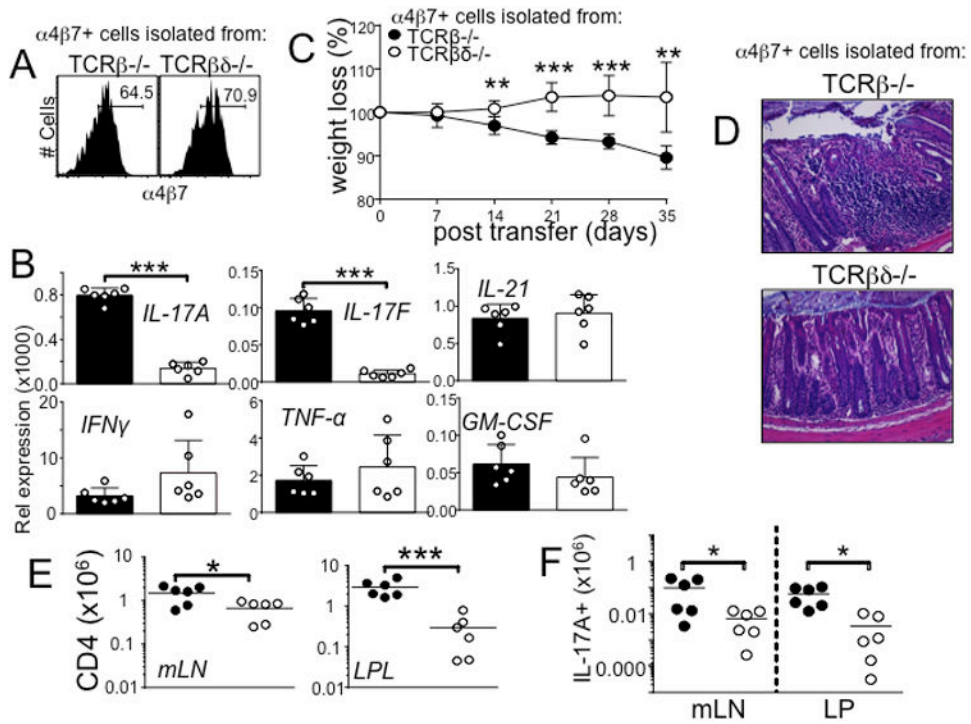 A
α4β7+ cells isolated from:
TCRβ-/-
TCRβδ-/-
64.5
70.9
# Cells
α4β7
C
α4β7+ cells isolated from:
TCRβ-/-
TCRβδ-/-
weight loss (%)
120
110
100
90
80
** *** *** **
0 7 14 21 28 35
post transfer (days)
D
α4β7+ cells isolated from:
TCRβ-/-
TCRβδ-/-
B
Rel expression (x1000)
***
IL-17A
0.8
0.4
0.0
***
IL-17F
0.15
0.10
0.05
0.00
IL-21
1.5
1.0
0.5
0.0
IFNγ
20
10
0
TNF-α
6
4
2
0
GM-CSF
0.15
0.10
0.05
0.00
E
CD4 (x10⁶)
10
1
0.1
0.01
*
mLN
10
1
0.1
0.01
***
LPL
F
IL-17A+ (x10⁶)
1
0.01
0.000
* *
mLN LP